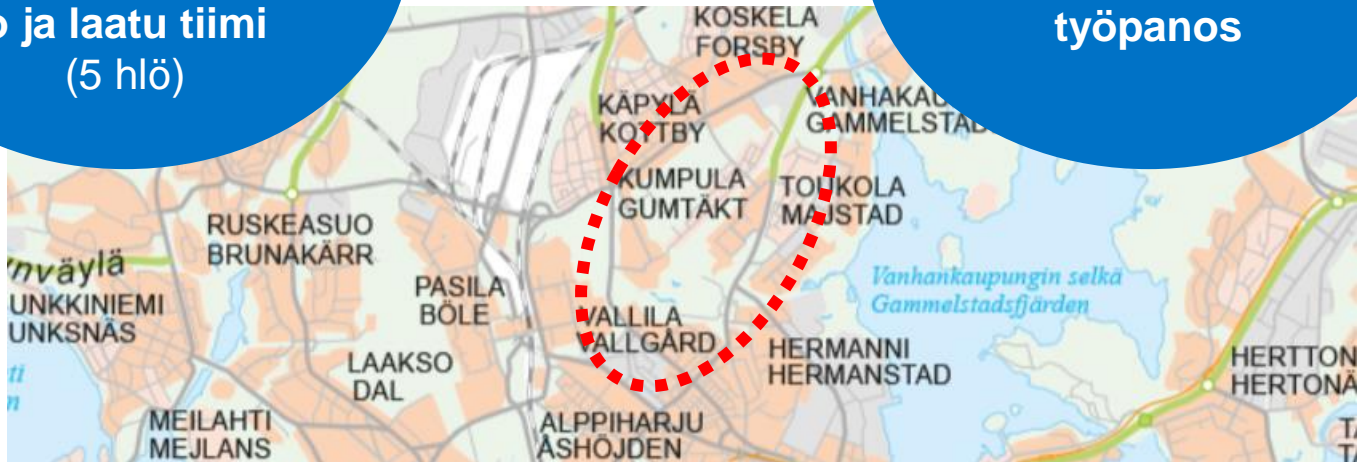 o ja laatu tiimi
(5 hlö)
työpanos
KOSKELA
FORSBY
KÄPYLÄ
KOTTBY
VANHAKAU
GAMMELSTAD
KUMPULA
GUMTÄKT
TOUKOLA
MAJSTAD
RUSKEASUO
BRUNAKÄRR
nväylä
UNKKINIEMI
UNKSNÄS
PASILA
BÖLE
Vanhankaupungin selkä
Gammelstadsfjärden
VALLILA
VALLGÅRD
HERMANNI
HERMANSTAD
LAAKSO
DAL
HERTTON
HERTONÄ
MEILAHTI
MEJLANS
ALPPIHARJU
ÅSHÖJDEN